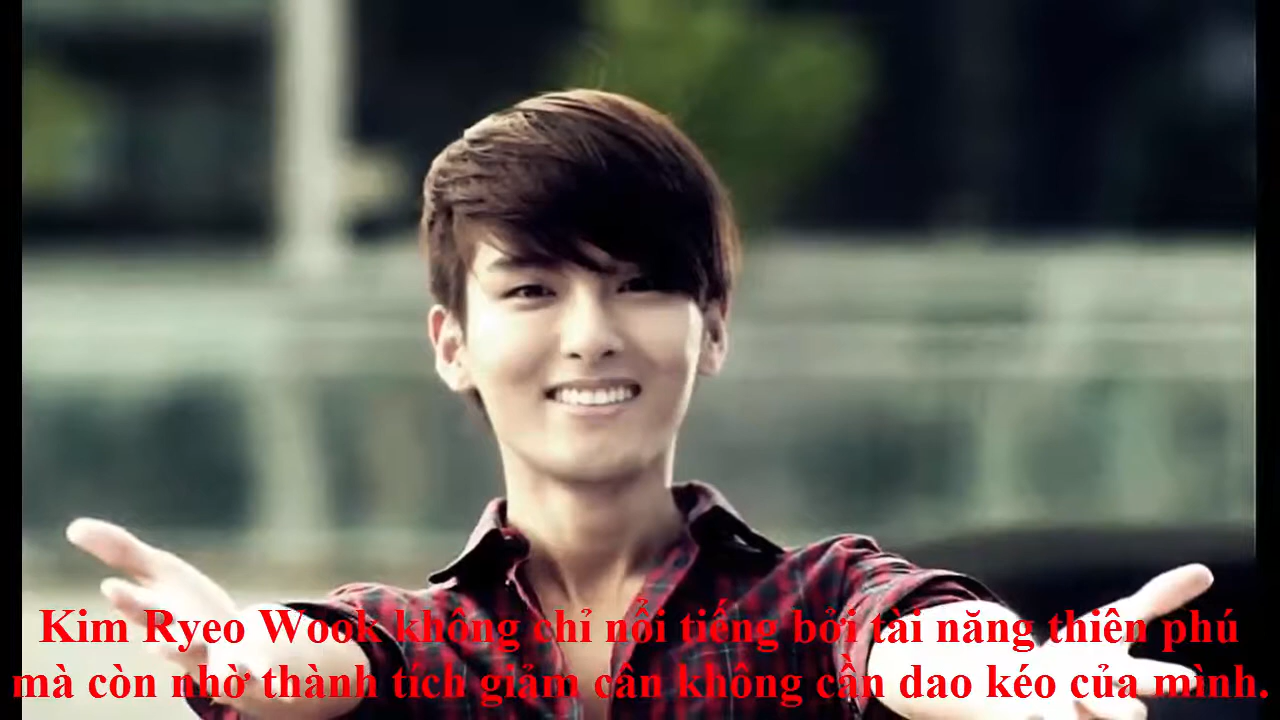 Kim Ryeo Wook không chỉ nổi tiếng bởi tài năng thiên phú
mà còn nhờ thành tích giảm cân không cần dao kéo của mình.